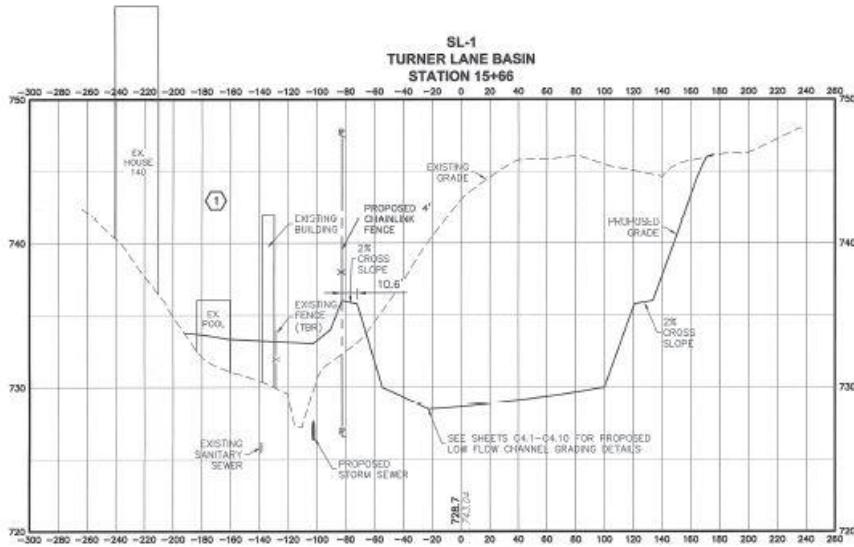 SL-1
TURNER LANE BASIN
STATION 15+66
-300 -280 -260 -240 -220 -200 -180 -160 -140 -120 -100 -80 -60 -40 -20 0 20 40 60 80 100 120 140 160 180 200 220 240 260
750 750
EX.
HOUSE
140
1
EXISTING
BUILDING
PROPOSED 4'
CHAINLINK
FENCE
2%
CROSS
SLOPE
10.6'
EXISTING
GRADE
PROPOSED
GRADE
740 740
EX.
POOL
EXISTING
FENCE
(TBR)
2%
CROSS
SLOPE
730 730
EXISTING
SANITARY
SEWER
PROPOSED
STORM SEWER
SEE SHEETS C4.1-C4.10 FOR PROPOSED
LOW FLOW CHANNEL GRADING DETAILS
728.7
743.04
720 720
-300 -280 -260 -240 -220 -200 -180 -160 -140 -120 -100 -80 -60 -40 -20 0 20 40 60 80 100 120 140 160 180 200 220 240 260